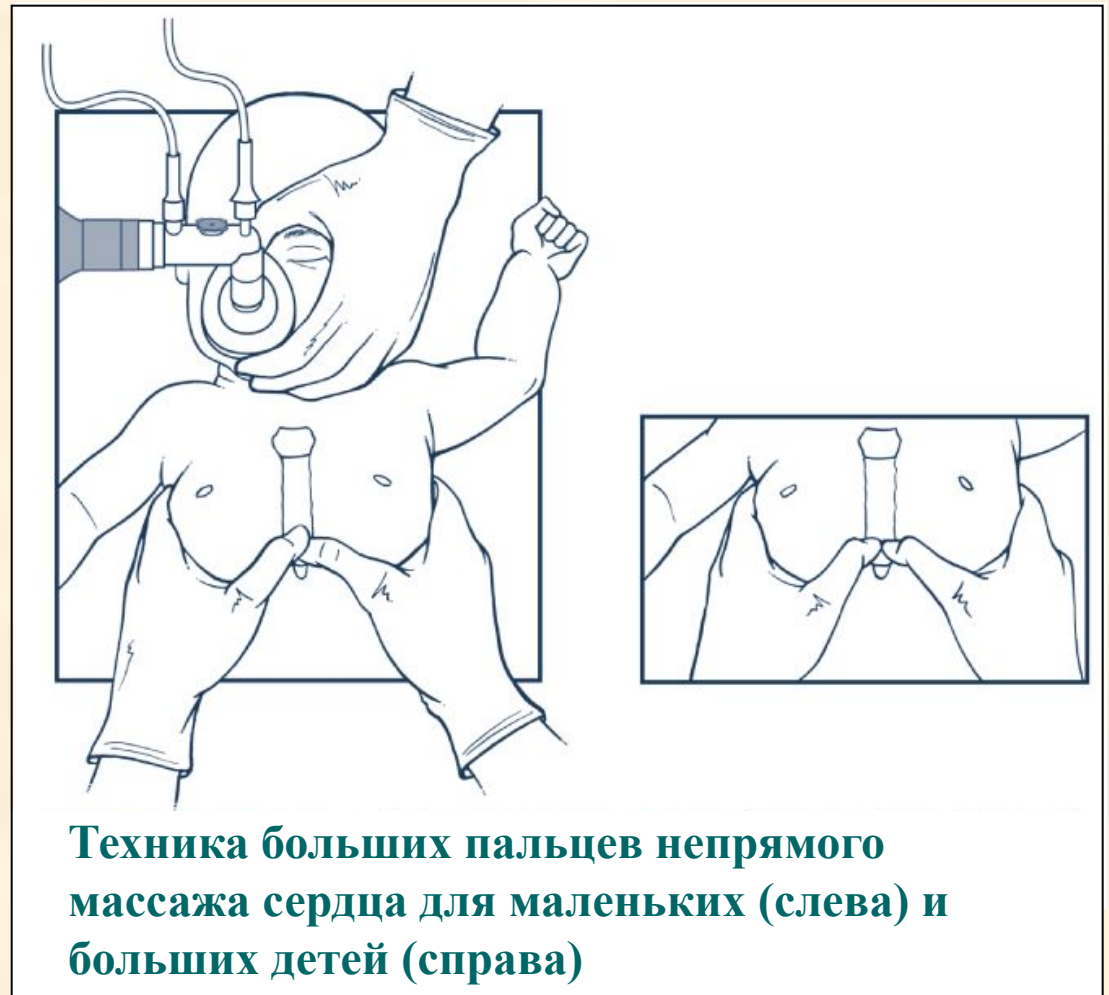 Техника больших пальцев непрямого
массажа сердца для маленьких (слева) и
больших детей (справа)